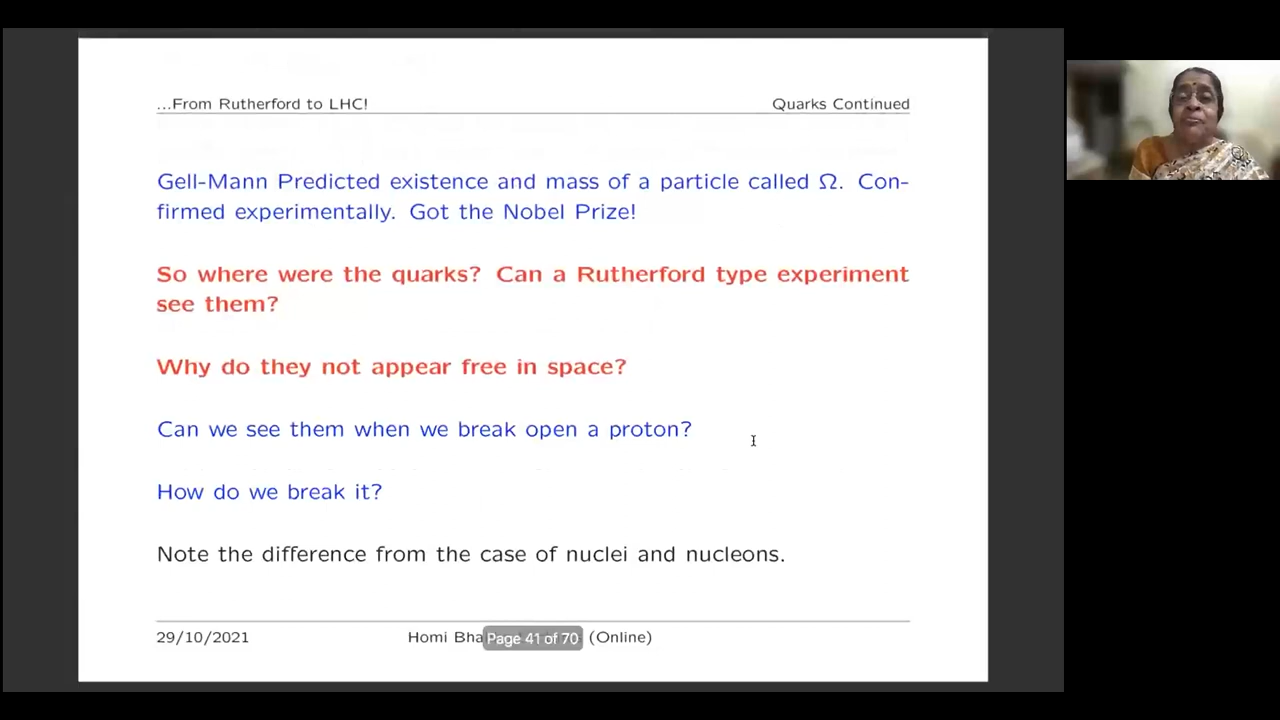 ...From Rutherford to LHC! Quarks Continued
Gell-Mann Predicted existence and mass of a particle called Ω. Con-
firmed experimentally. Got the Nobel Prize!
So where were the quarks? Can a Rutherford type experiment
see them?
Why do they not appear free in space?
Can we see them when we break open a proton?
How do we break it?
Note the difference from the case of nuclei and nucleons.
29/10/2021 Homi Page 41 of 70 (Online)